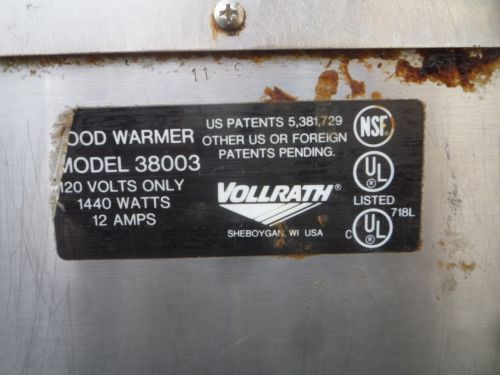 11
OOD WARMER
MODEL 38003
120 VOLTS ONLY
1440 WATTS
12 AMPS
US PATENTS 5,381,729
OTHER US OR FOREIGN
PATENTS PENDING.
VOLLRATH®
SHEBOYGAN, WI USA
NSF®
UL®
LISTED
718L
C UL®